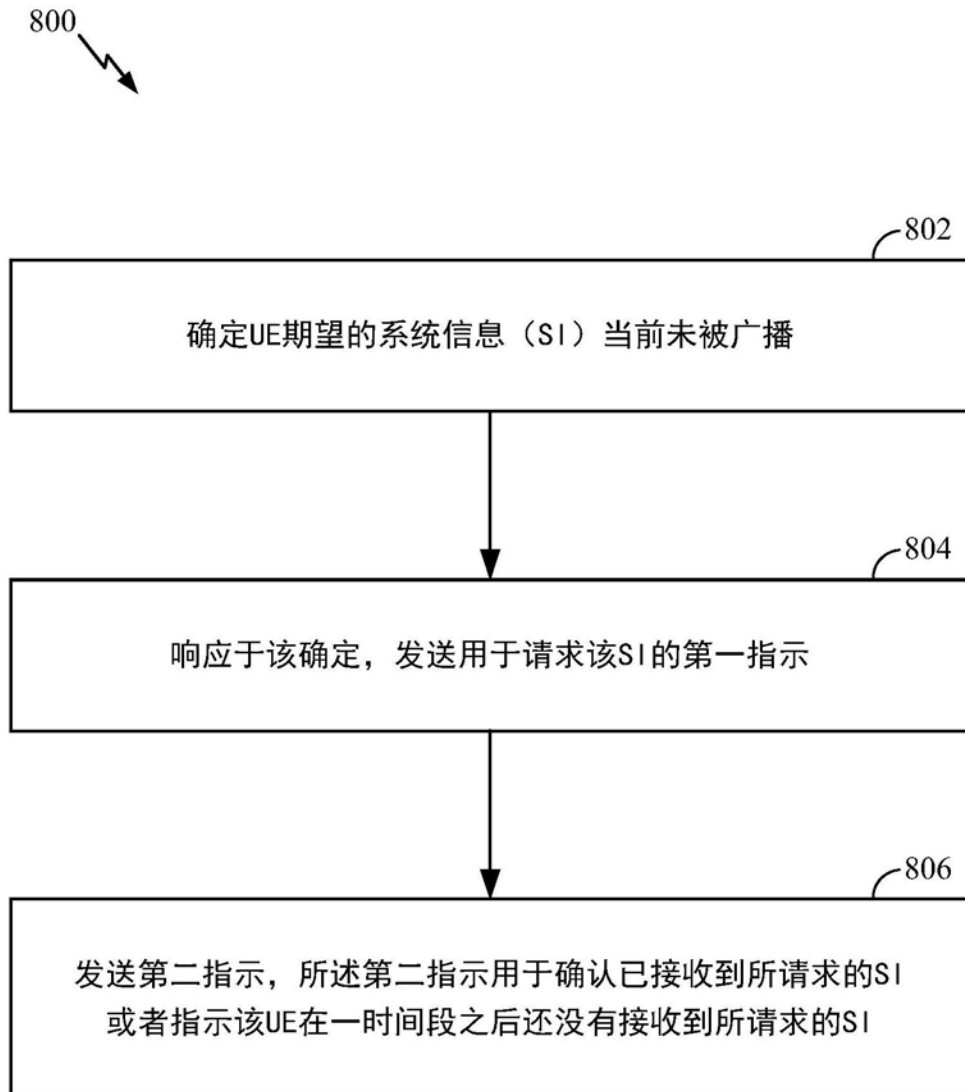 800
802
确定UE期望的系统信息（SI）当前未被广播
804
响应于该确定，发送用于请求该SI的第一指示
806
发送第二指示，所述第二指示用于确认已接收到所请求的SI
或者指示该UE在一时间段之后还没有接收到所请求的SI